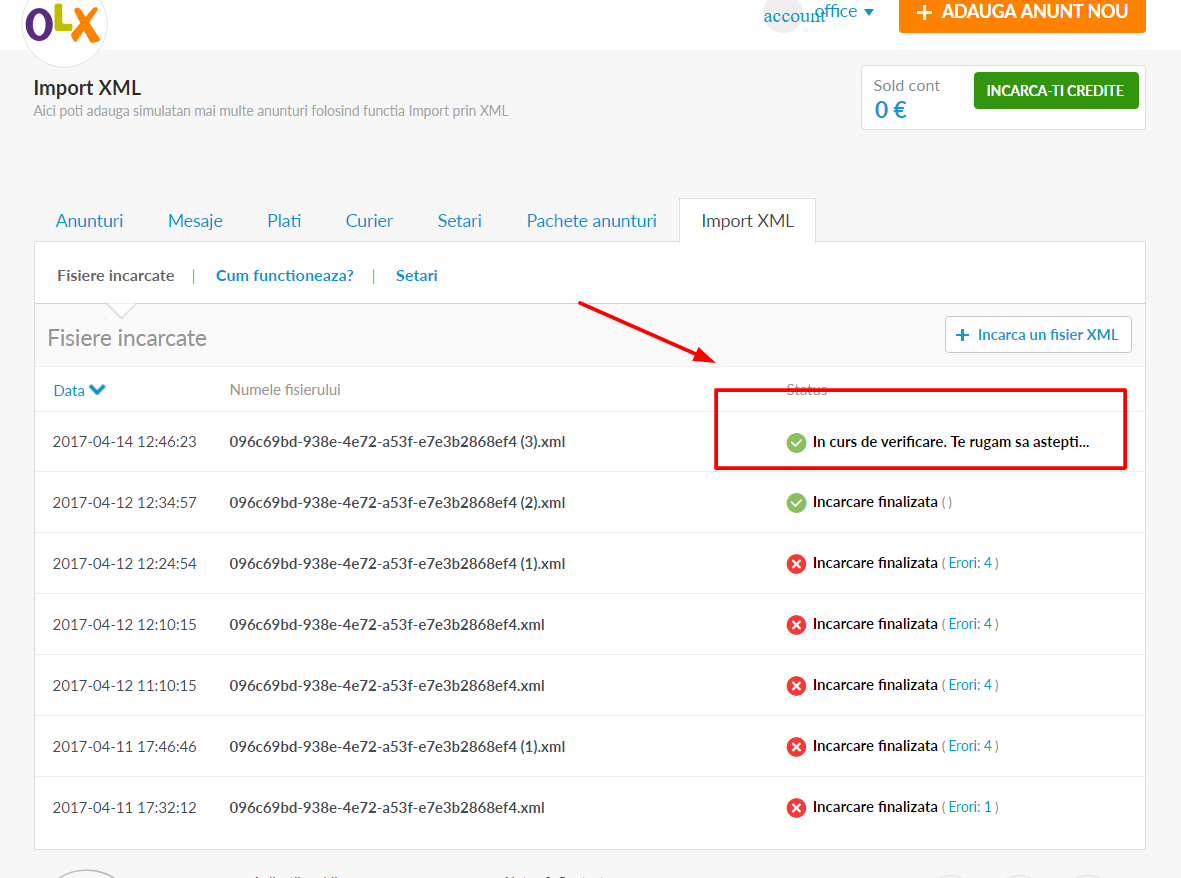 OLX
account
office
+ ADAUGA ANUNT NOU
Import XML
Aici poti adauga simulatan mai multe anunturi folosind functia Import prin XML
Sold cont
0 €
INCARCA-TI CREDITE
Anunturi Mesaje Plati Curier Setari Pachete anunturi Import XML
Fisiere incarcate | Cum functioneaza? | Setari
Fisiere incarcate
+ Incarca un fisier XML
Data Numele fisierului Status
2017-04-14 12:46:23 096c69bd-938e-4e72-a53f-e7e3b2868ef4 (3).xml In curs de verificare. Te rugam sa astepti...
2017-04-12 12:34:57 096c69bd-938e-4e72-a53f-e7e3b2868ef4 (2).xml Incarcare finalizata ( )
2017-04-12 12:24:54 096c69bd-938e-4e72-a53f-e7e3b2868ef4 (1).xml Incarcare finalizata ( Erori: 4 )
2017-04-12 12:10:15 096c69bd-938e-4e72-a53f-e7e3b2868ef4.xml Incarcare finalizata ( Erori: 4 )
2017-04-12 11:10:15 096c69bd-938e-4e72-a53f-e7e3b2868ef4.xml Incarcare finalizata ( Erori: 4 )
2017-04-11 17:46:46 096c69bd-938e-4e72-a53f-e7e3b2868ef4 (1).xml Incarcare finalizata ( Erori: 4 )
2017-04-11 17:32:12 096c69bd-938e-4e72-a53f-e7e3b2868ef4.xml Incarcare finalizata ( Erori: 1 )